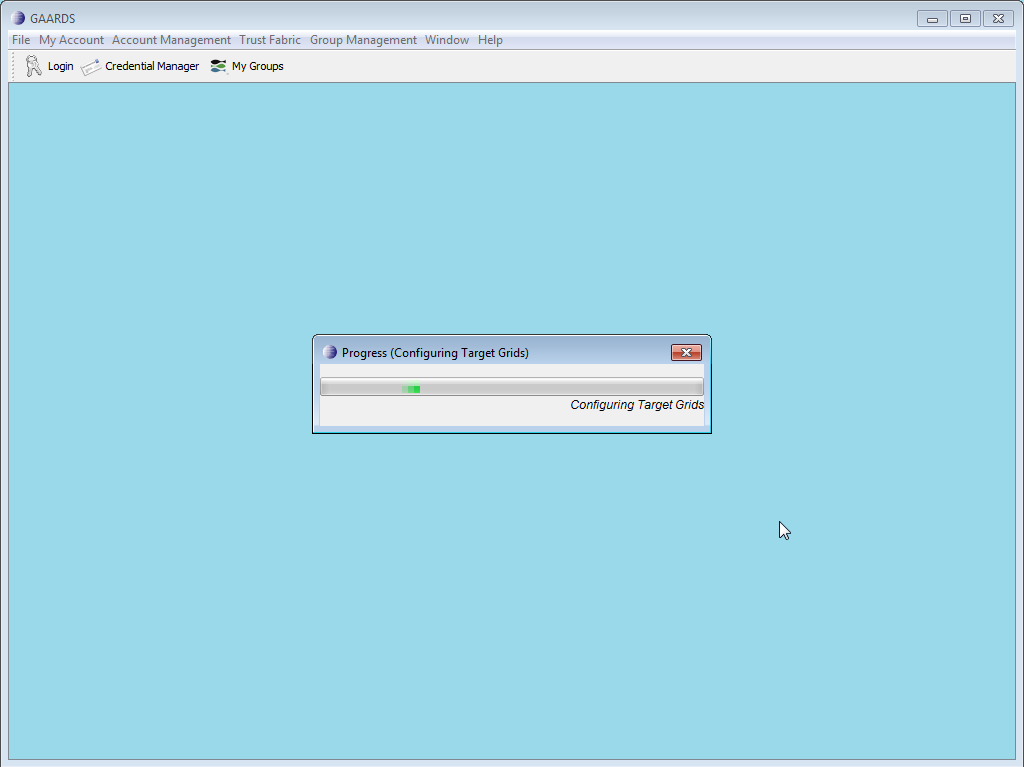 GAARDS
File My Account Account Management Trust Fabric Group Management Window Help
Login Credential Manager My Groups
Progress (Configuring Target Grids)
Configuring Target Grids